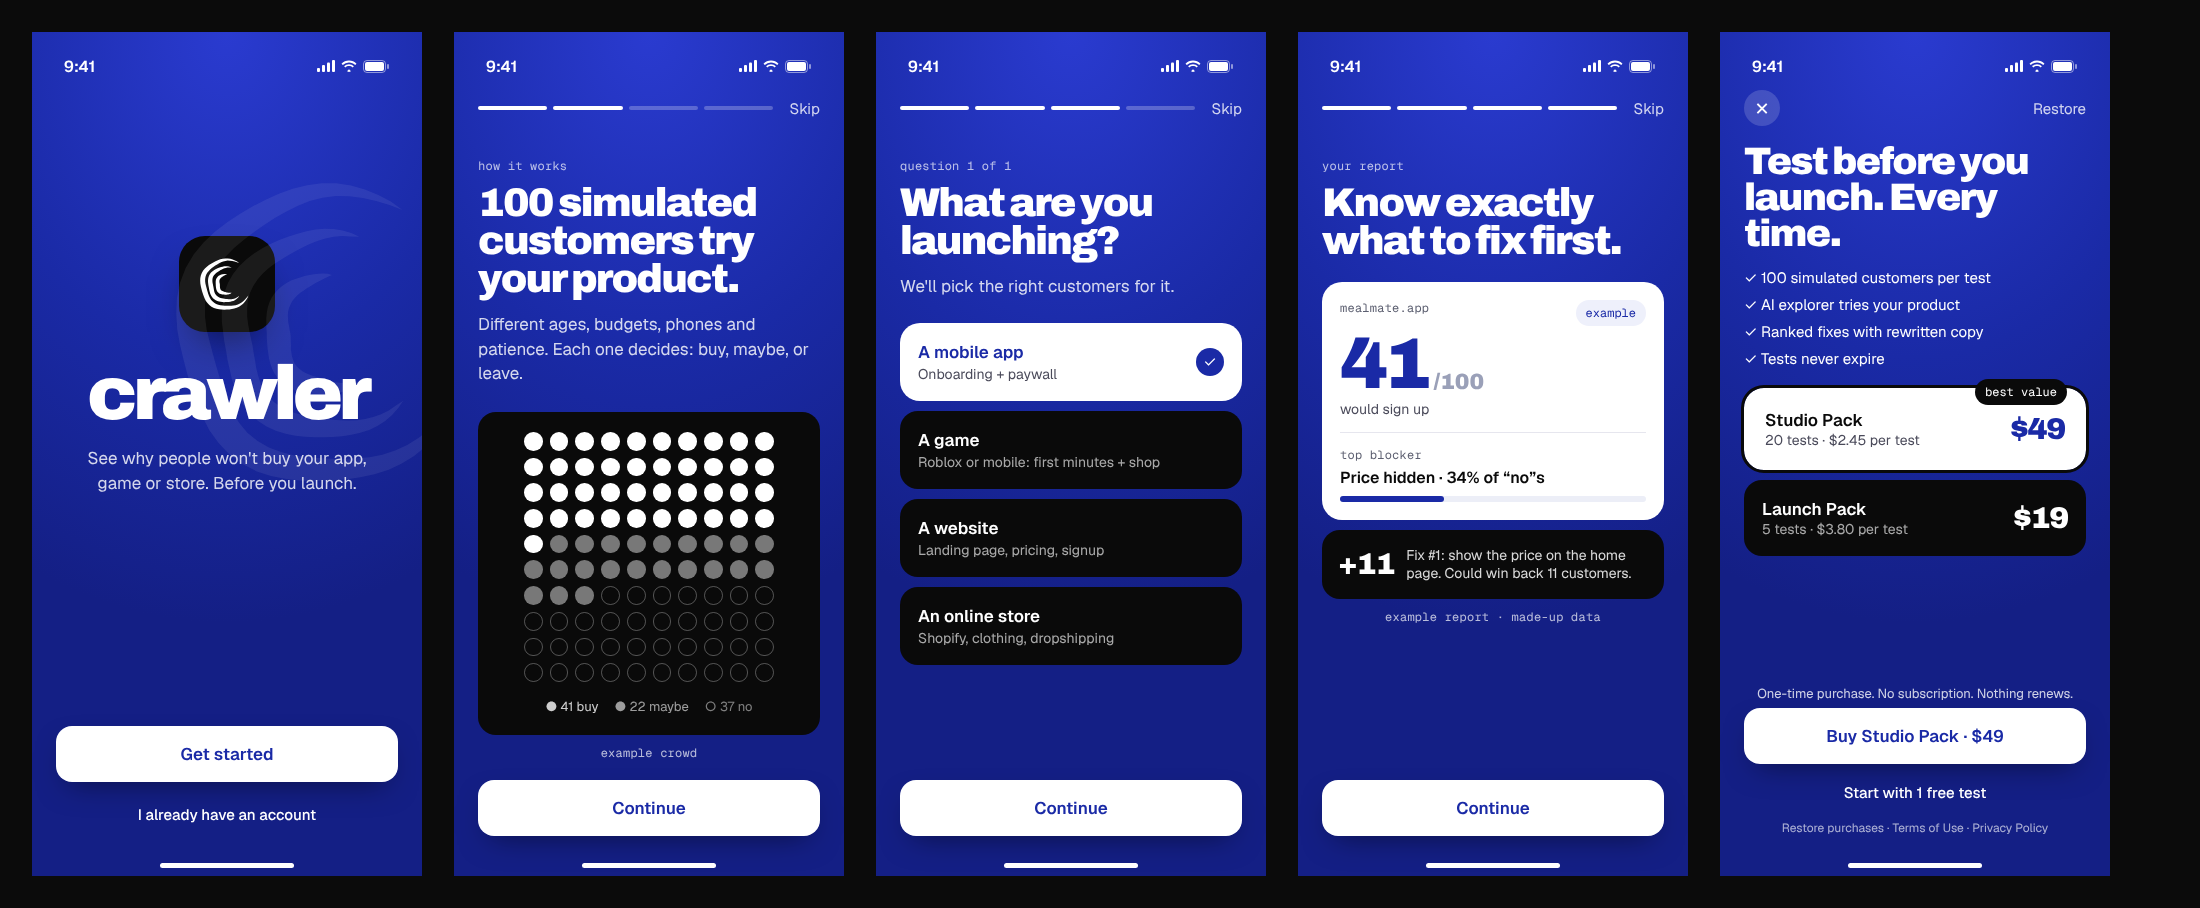 9:41
crawler
See why people won't buy your app,
game or store. Before you launch.
Get started
I already have an account
9:41
Skip
how it works
100 simulated
customers try
your product.
Different ages, budgets, phones and
patience. Each one decides: buy, maybe, or
leave.
41 buy
22 maybe
37 no
example crowd
Continue
9:41
Skip
question 1 of 1
What are you
launching?
We'll pick the right customers for it.
A mobile app
Onboarding + paywall
A game
Roblox or mobile: first minutes + shop
A website
Landing page, pricing, signup
An online store
Shopify, clothing, dropshipping
Continue
9:41
Skip
your report
Know exactly
what to fix first.
mealmate.app
example
41/100
would sign up
top blocker
Price hidden · 34% of “no”s
+11
Fix #1: show the price on the home
page. Could win back 11 customers.
example report · made-up data
Continue
9:41
Restore
Test before you
launch. Every
time.
✓ 100 simulated customers per test
✓ AI explorer tries your product
✓ Ranked fixes with rewritten copy
✓ Tests never expire
best value
Studio Pack
20 tests · $2.45 per test
$49
Launch Pack
5 tests · $3.80 per test
$19
One-time purchase. No subscription. Nothing renews.
Buy Studio Pack · $49
Start with 1 free test
Restore purchases · Terms of Use · Privacy Policy